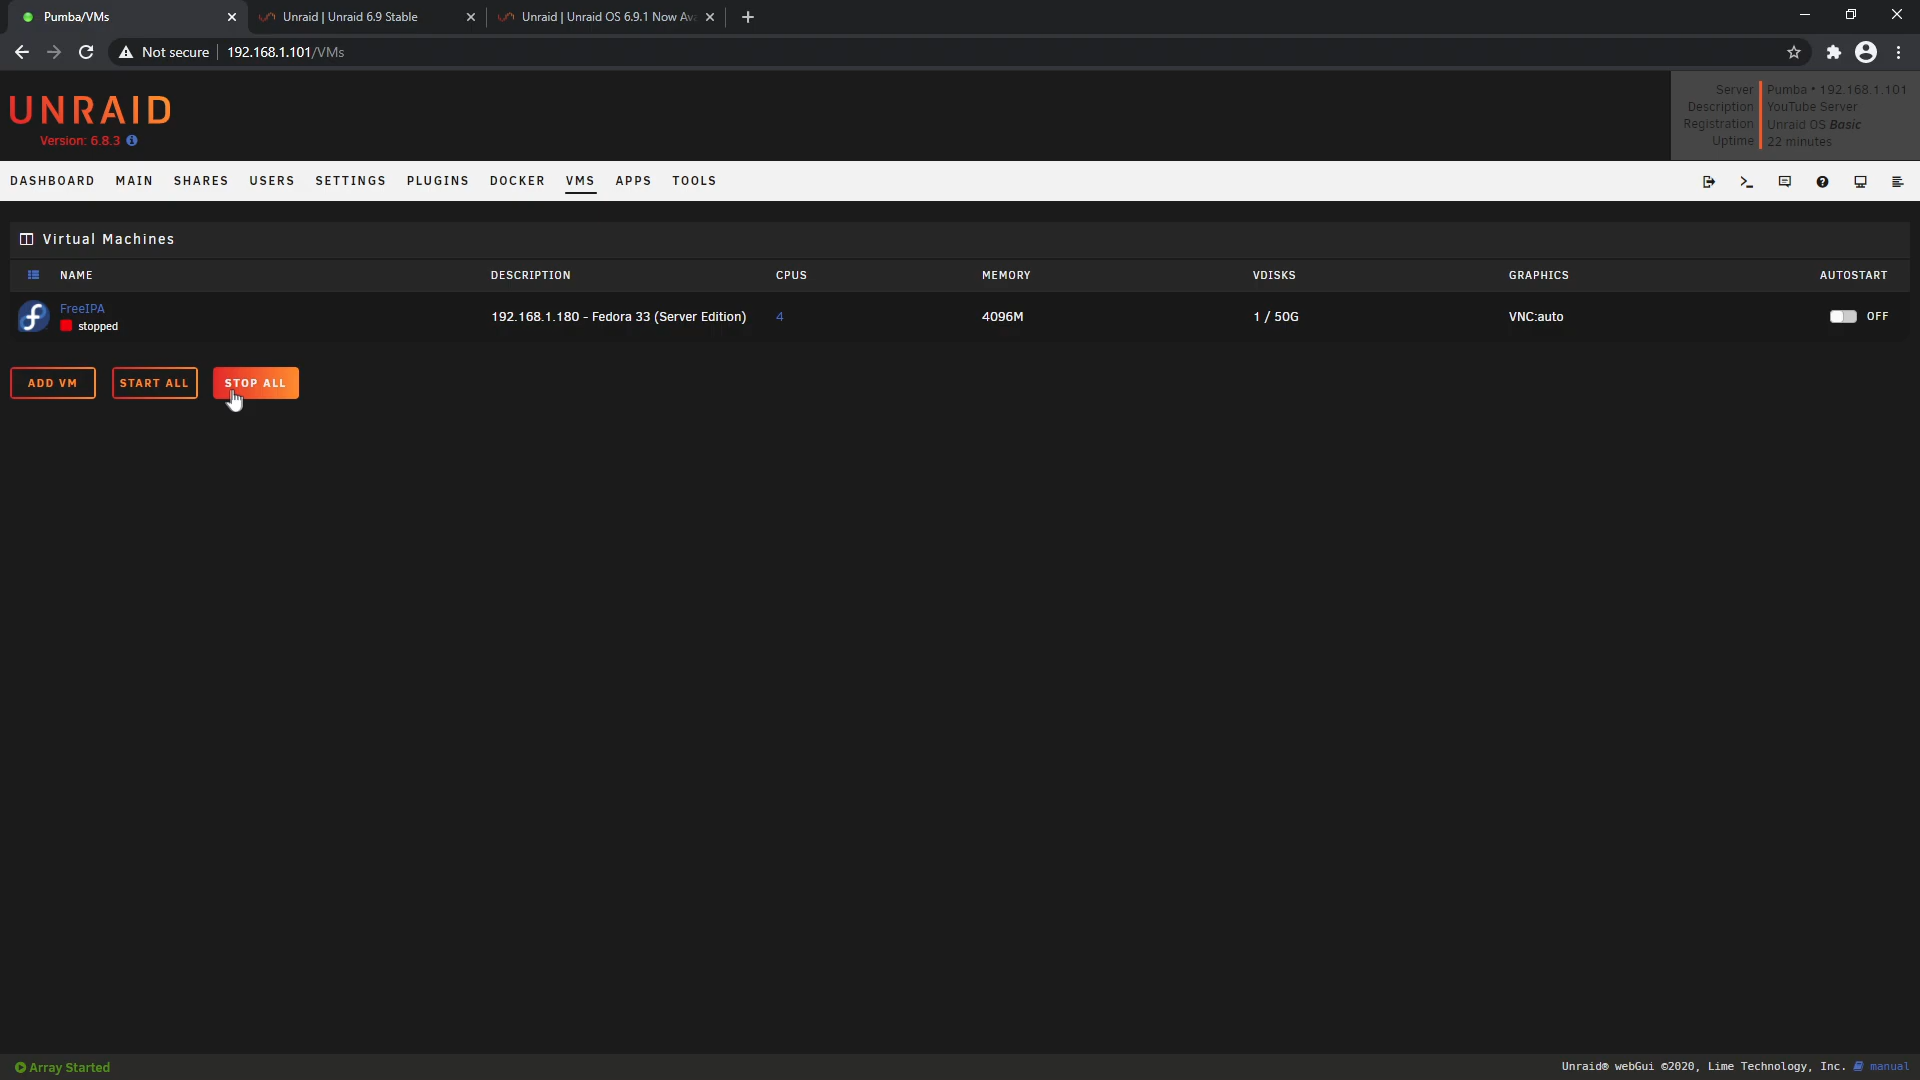 Pumba/VMs
Unraid | Unraid 6.9 Stable
Unraid | Unraid OS 6.9.1 Now Av
Not secure | 192.168.1.101/VMs
UNRAID
Version: 6.8.3
Server Pumba • 192.168.1.101
Description YouTube Server
Registration Unraid OS Basic
Uptime 22 minutes
DASHBOARD MAIN SHARES USERS SETTINGS PLUGINS DOCKER VMS APPS TOOLS
Virtual Machines
NAME DESCRIPTION CPUS MEMORY VDISKS GRAPHICS AUTOSTART
FreeIPA
stopped
192.168.1.180 - Fedora 33 (Server Edition) 4 4096M 1 / 50G VNC:auto OFF
ADD VM START ALL STOP ALL
Array Started
Unraid® webGui ©2020, Lime Technology, Inc. manual